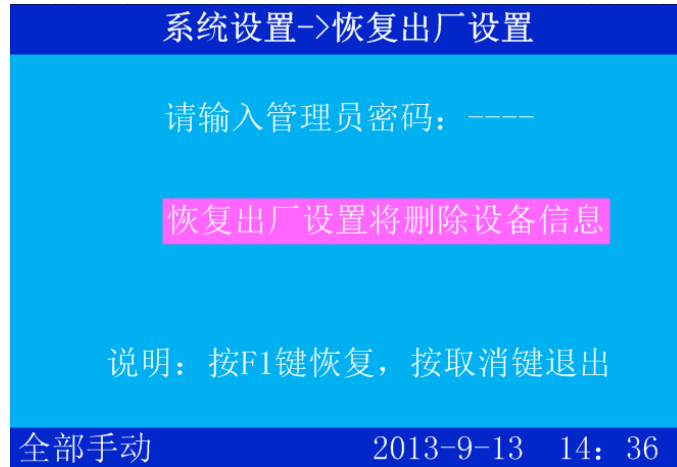 系统设置->恢复出厂设置
请输入管理员密码：----
恢复出厂设置将删除设备信息
说明：按F1键恢复，按取消键退出
全部手动 2013-9-13 14：36